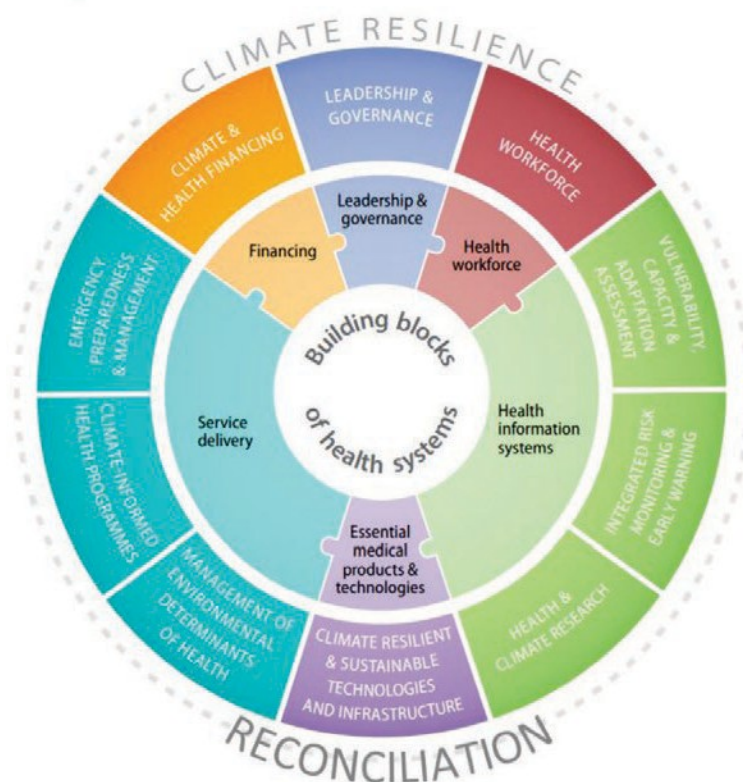 CLIMATE RESILIENCE
LEADERSHIP &
GOVERNANCE
HEALTH
WORKFORCE
VULNERABILITY,
CAPACITY &
ADAPTATION
ASSESSMENT
INTEGRATED RISK
MONITORING &
EARLY WARNING
HEALTH &
CLIMATE RESEARCH
CLIMATE RESILIENT
& SUSTAINABLE
TECHNOLOGIES
AND INFRASTRUCTURE
MANAGEMENT OF
ENVIRONMENTAL
DETERMINANTS
OF HEALTH
CLIMATE-INFORMED
HEALTH PROGRAMMES
EMERGENCY
PREPAREDNESS
& MANAGEMENT
CLIMATE &
HEALTH FINANCING
Leadership &
governance
Health
workforce
Health
information
systems
Essential
medical
products &
technologies
Service
delivery
Financing
Building blocks
of health systems
RECONCILIATION